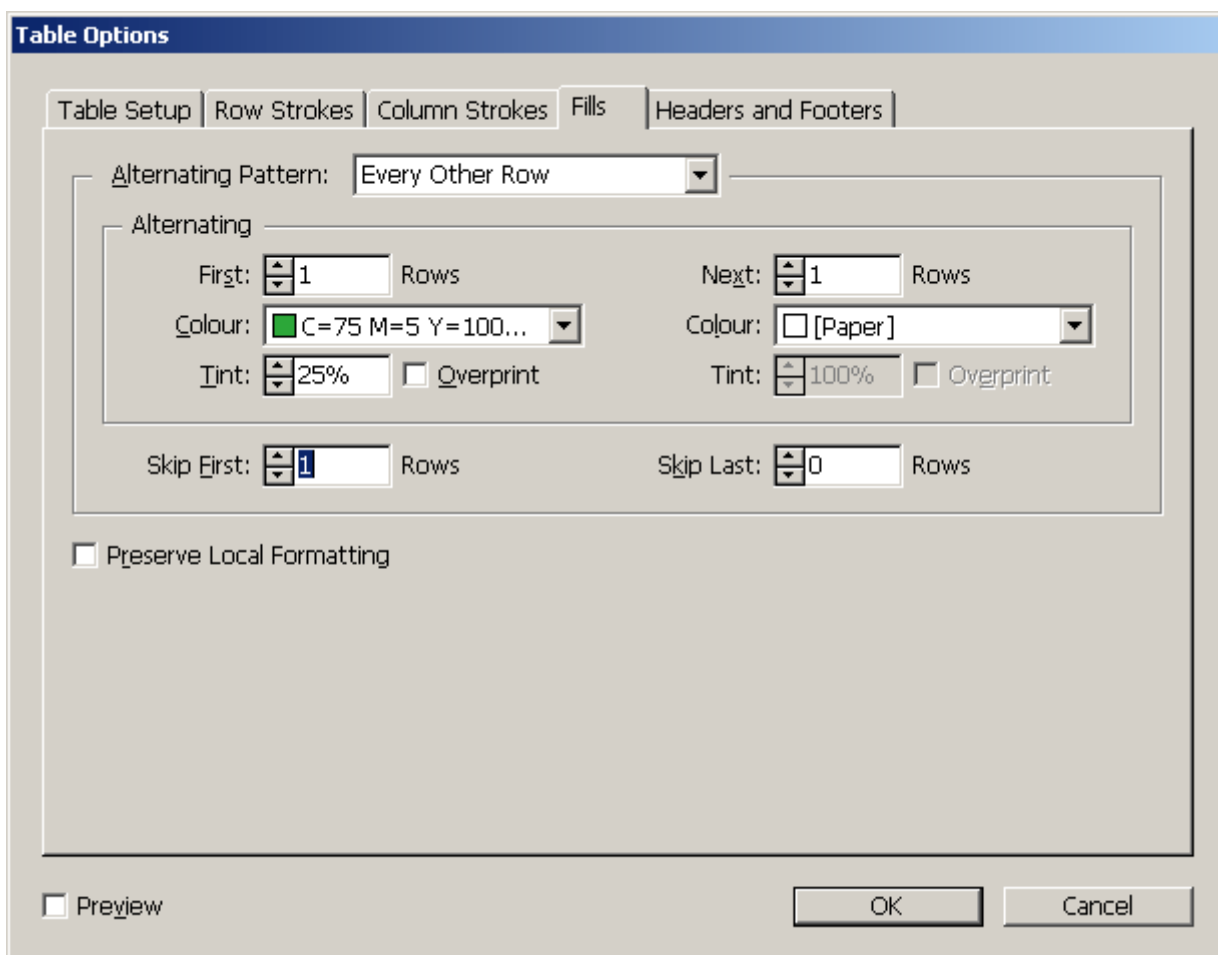 Table Options
Table Setup Row Strokes Column Strokes Fills Headers and Footers
Alternating Pattern: Every Other Row
Alternating
First: 1 Rows Next: 1 Rows
Colour: C=75 M=5 Y=100... Colour: [Paper]
Tint: 25% Overprint Tint: 100% Overprint
Skip First: 1 Rows Skip Last: 0 Rows
Preserve Local Formatting
Preview OK Cancel